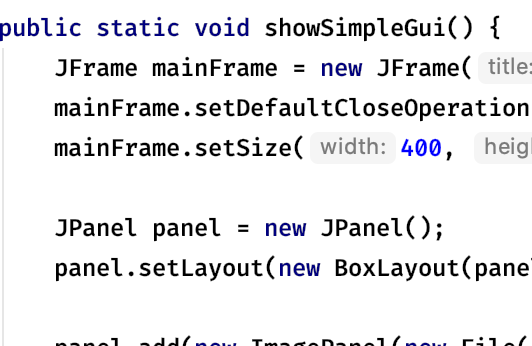 public static void showSimpleGui() {
JFrame mainFrame = new JFrame( title:
mainFrame.setDefaultCloseOperation
mainFrame.setSize( width: 400, heig
JPanel panel = new JPanel();
panel.setLayout(new BoxLayout(pane
panel.add(new ImagePanel(new File(